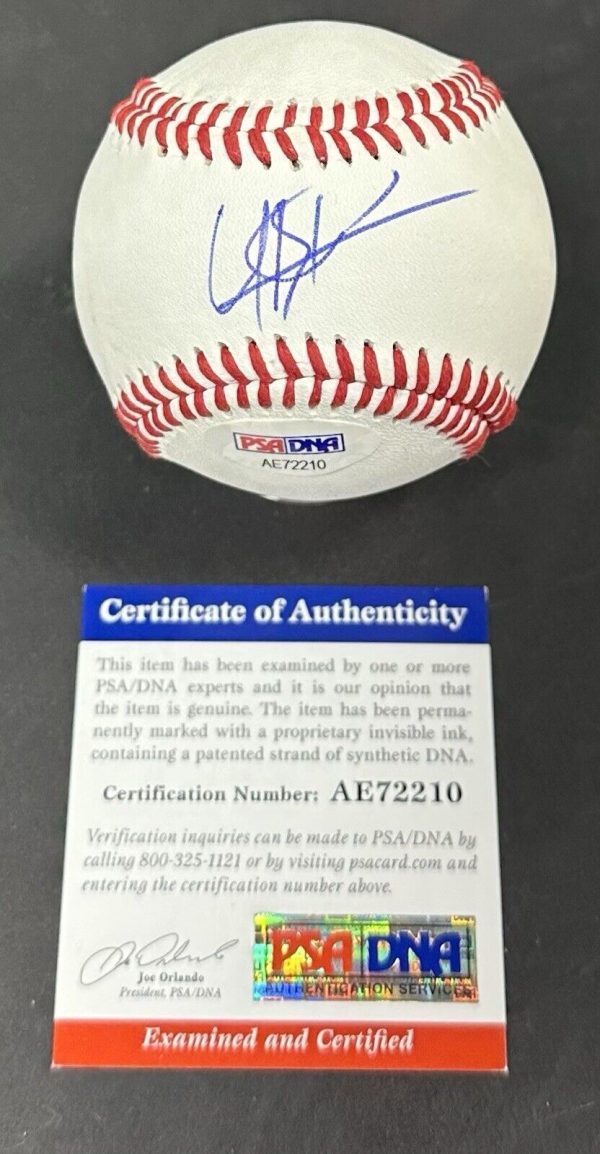 PSA DNA
AE72210
Certificate of Authenticity
This item has been examined by one or more
PSA/DNA experts and it is our opinion that
the item is genuine. The item has been perma-
nently marked with a proprietary invisible ink,
containing a patented strand of synthetic DNA.
Certification Number: AE72210
Verification inquiries can be made to PSA/DNA by
calling 800-325-1121 or by visiting psacard.com and
entering the certification number above.
Joe Orlando
President, PSA/DNA
PSA DNA
AUTHENTICATION SERVICES
Examined and Certified